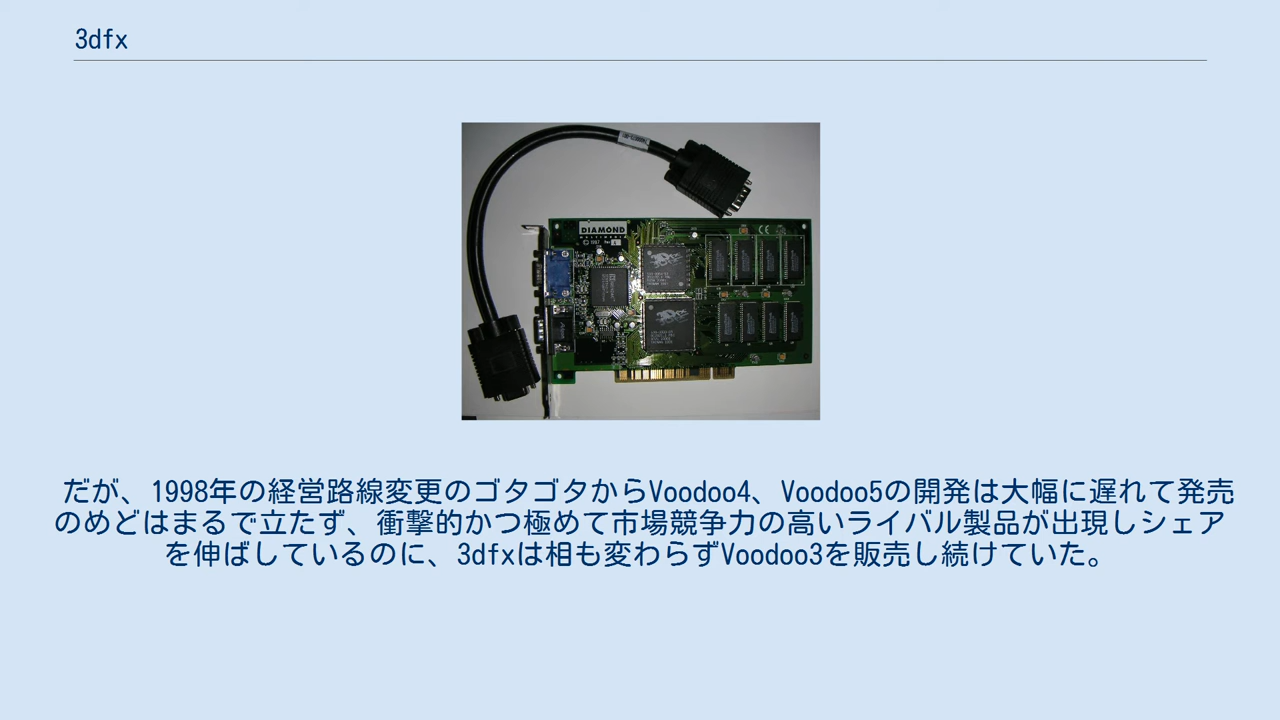 3dfx
DIAMOND
MULTIMEDIA
© 1997
だが、1998年の経営路線変更のゴタゴタからVoodoo4、Voodoo5の開発は大幅に遅れて発売
のめどはまるで立たず、衝撃的かつ極めて市場競争力の高いライバル製品が出現しシェア
を伸ばしているのに、3dfxは相も変わらずVoodoo3を販売し続けていた。